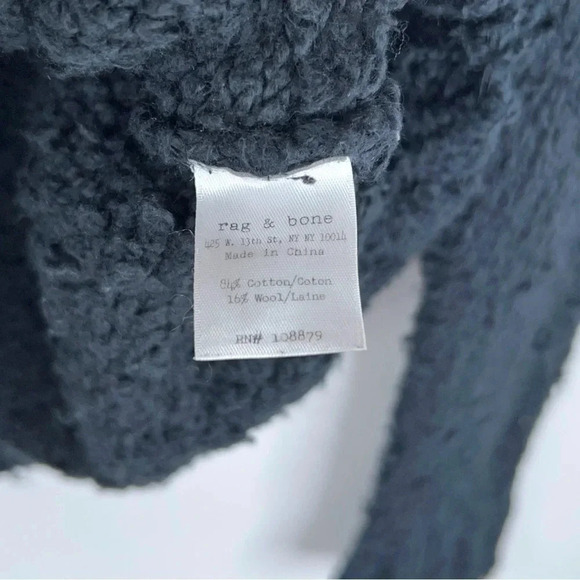 rag & bone
425 W. 13th St, NY NY 10014
Made in China
84% Cotton/Coton
16% Wool/Laine
RN# 108879